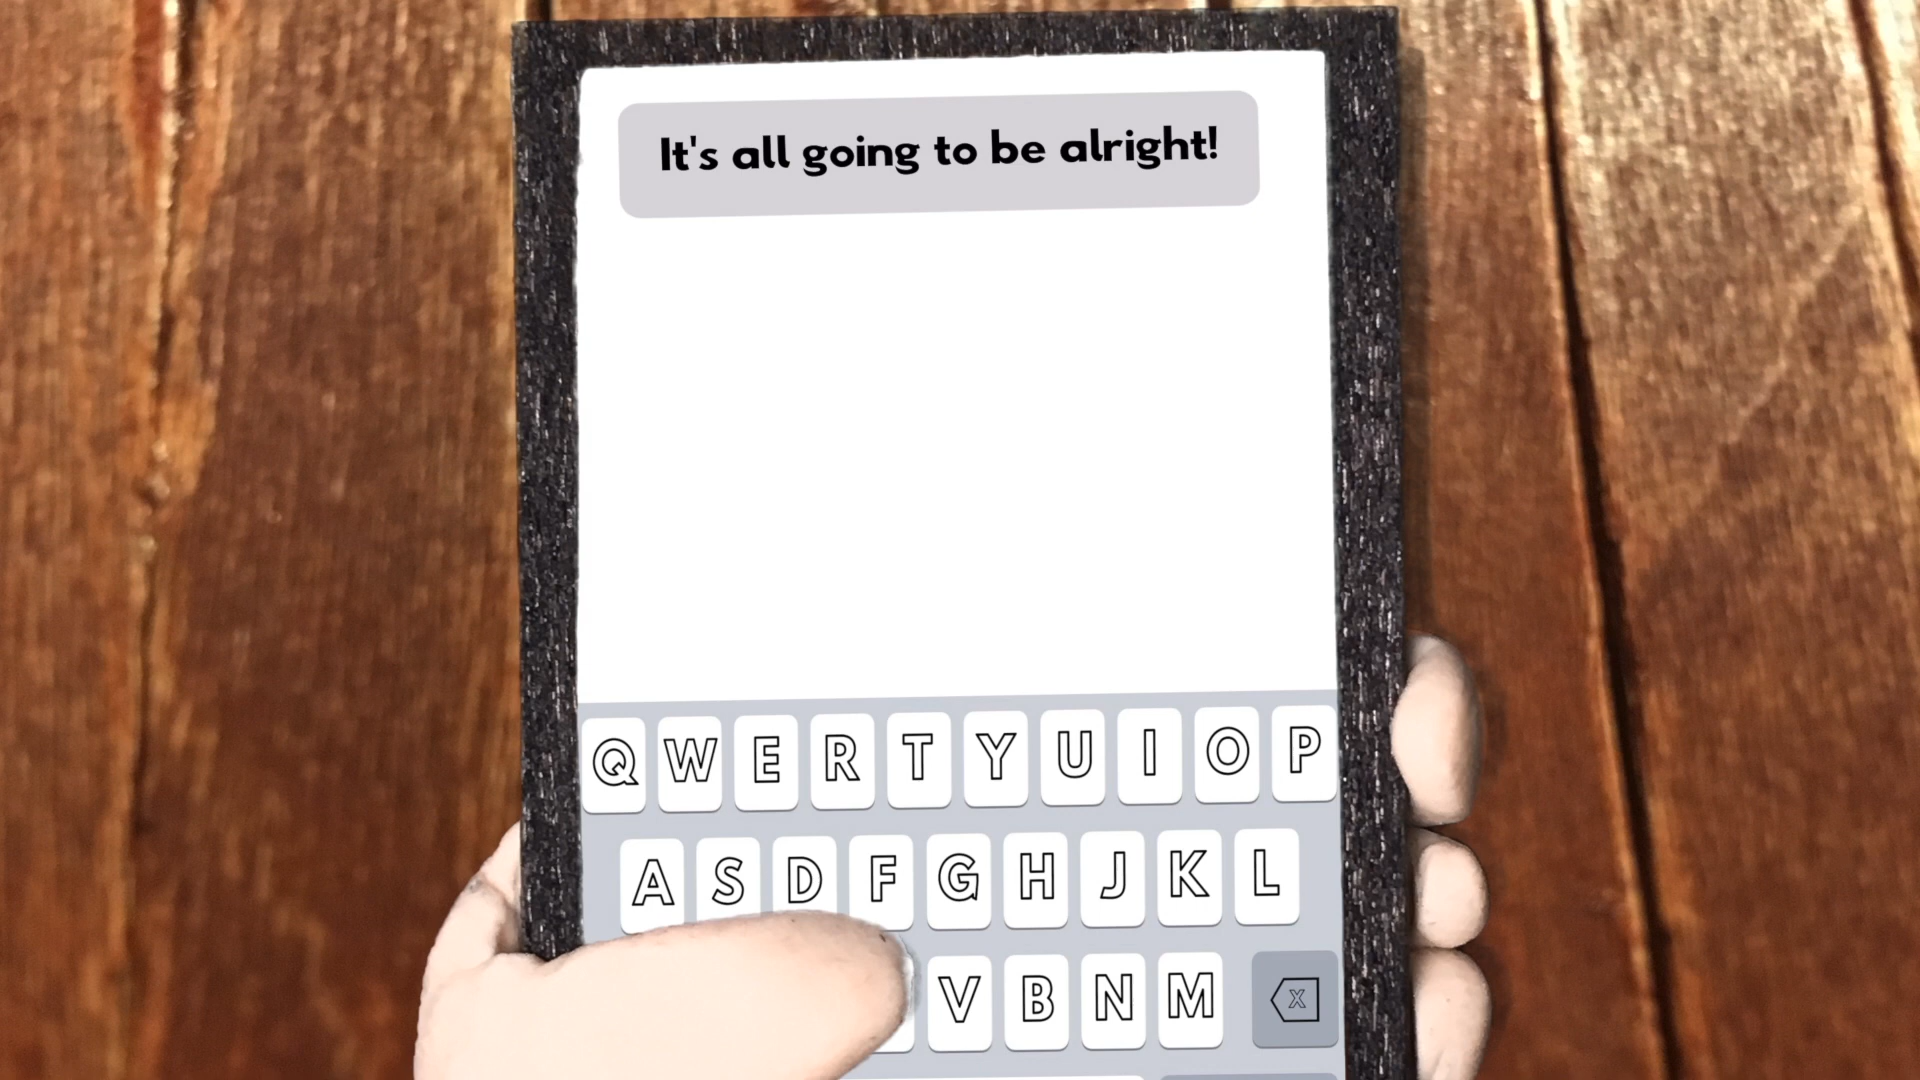 It's all going to be alright!
Q W E R T Y U I O P
A S D F G H J K L
V B N M X